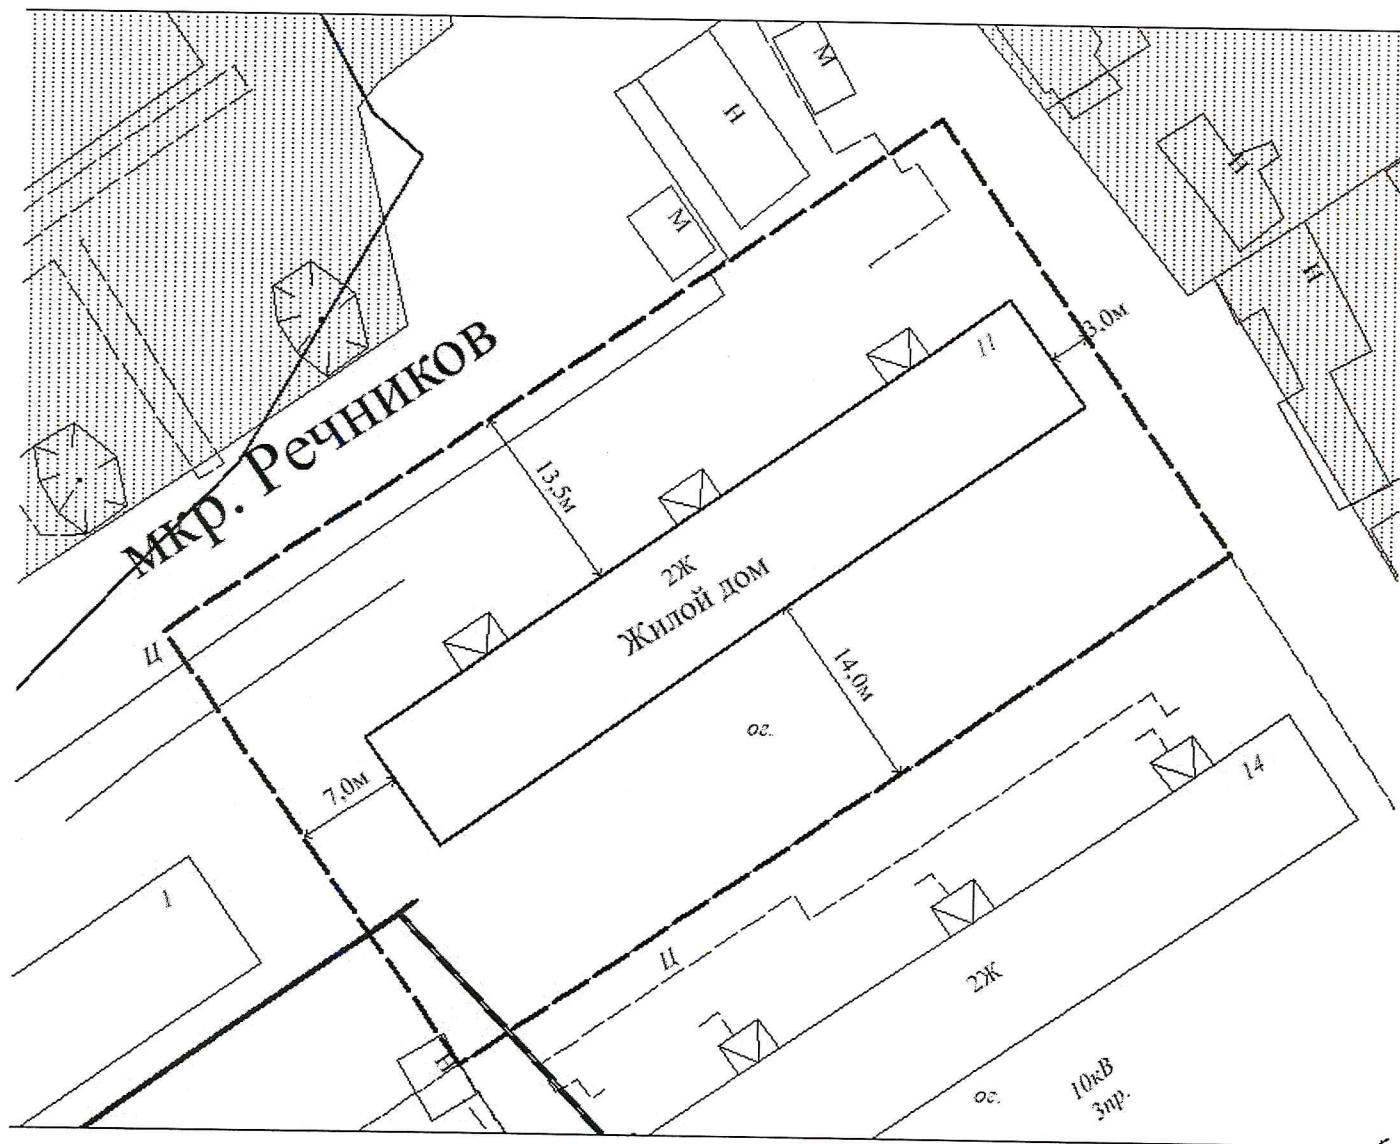 М
Н
М
Н
Н
11
3,0м
мкр. Речников
13,5м
2Ж
Жилой дом
Ц
14,0м
ог.
7,0м
14
1
Ц
2Ж
Н
ог.
10кВ
3пр.